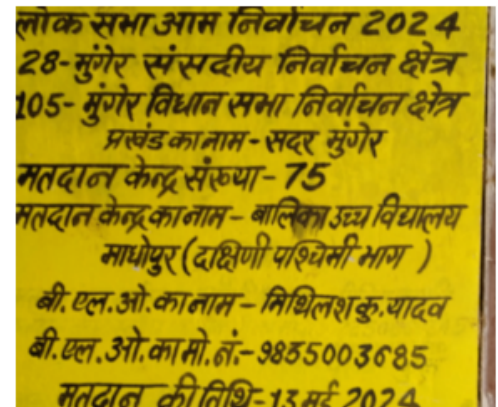 लोक सभा आम निर्वाचन 2024
28-मुंगेर संसदीय निर्वाचन क्षेत्र
105- मुंगेर विधान सभा निर्वाचन क्षेत्र
प्रखंड का नाम - सदर मुंगेर
मतदान केन्द्र संख्या - 75
मतदान केन्द्र का नाम - बालिका उच्च विद्यालय
माधोपुर (दक्षिणी पश्चिमी भाग )
बी.एल.ओ. का नाम - मिथिलश कु. यादव
बी.एल.ओ. का मो. नं.- 9835003685
मतदान की तिथि-13 मई 2024